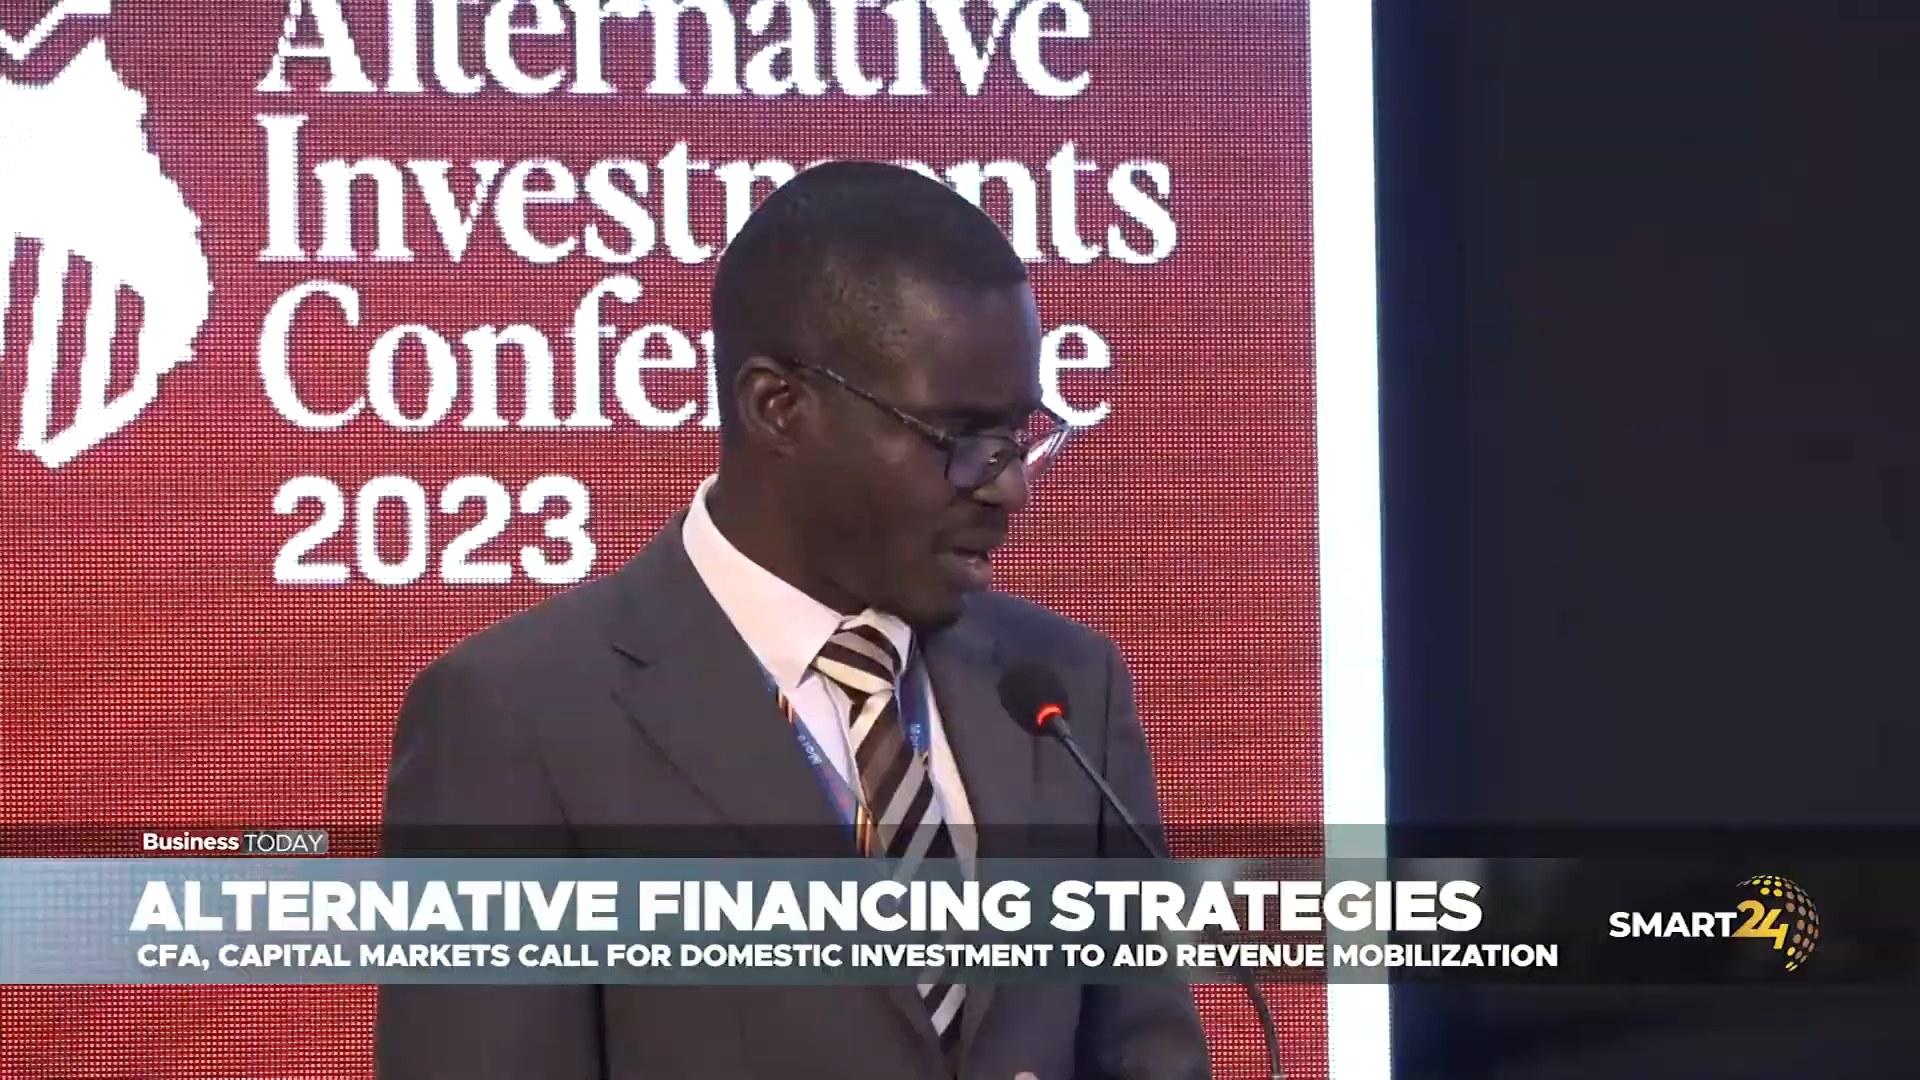 Alternative
Investments
Conference
2023
Business TODAY
ALTERNATIVE FINANCING STRATEGIES
CFA, CAPITAL MARKETS CALL FOR DOMESTIC INVESTMENT TO AID REVENUE MOBILIZATION
SMART24